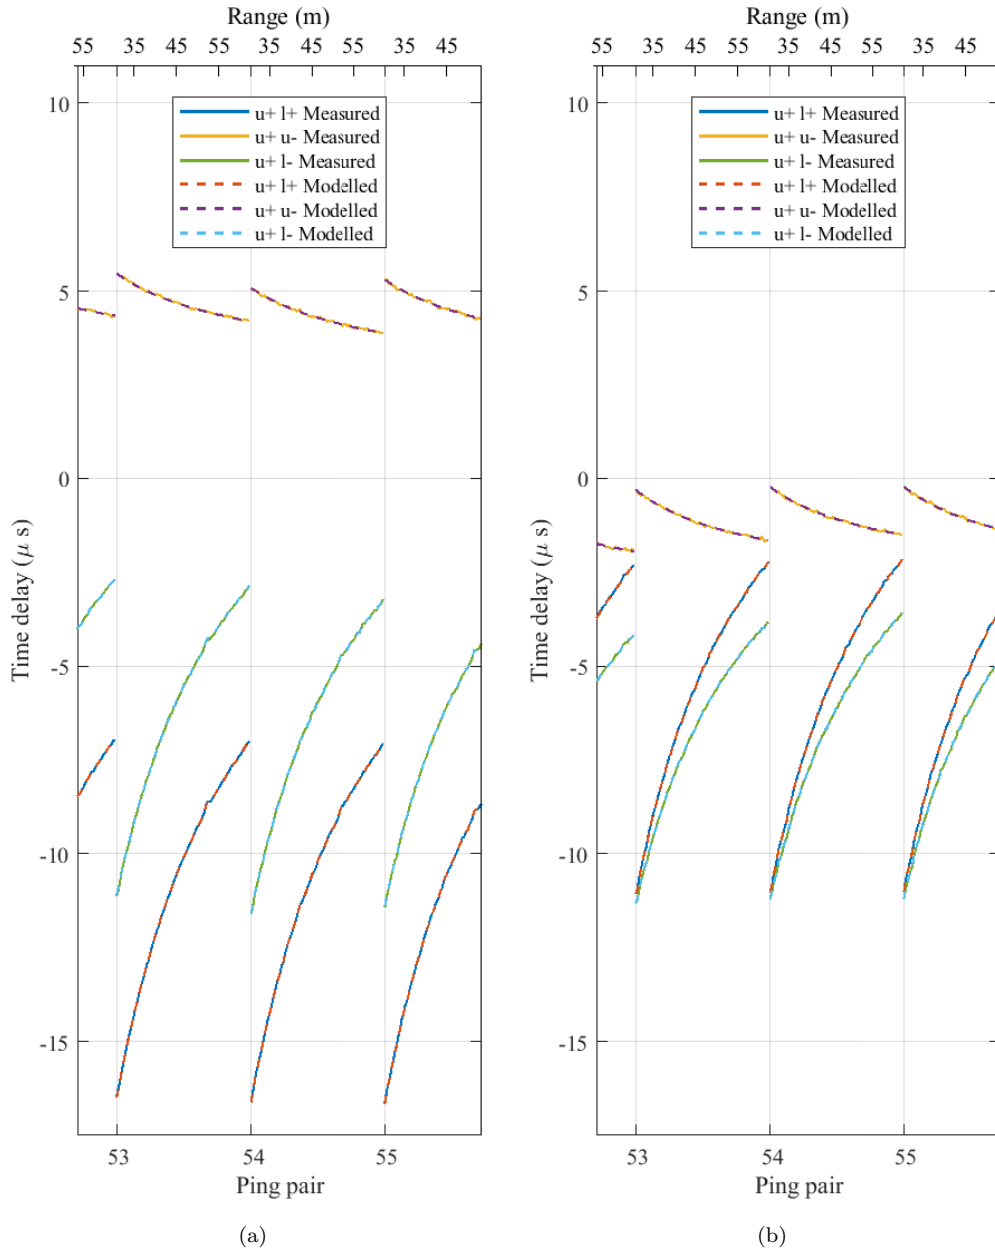 Range (m)
55 35 45 55 35 45 55 35 45
10
5
0
-5
-10
-15
Time delay (μ s)
u+ l+ Measured
u+ u- Measured
u+ l- Measured
u+ l+ Modelled
u+ u- Modelled
u+ l- Modelled
53 54 55
Ping pair
(a)
Range (m)
55 35 45 55 35 45 55 35 45
10
5
0
-5
-10
-15
Time delay (μ s)
u+ l+ Measured
u+ u- Measured
u+ l- Measured
u+ l+ Modelled
u+ u- Modelled
u+ l- Modelled
53 54 55
Ping pair
(b)